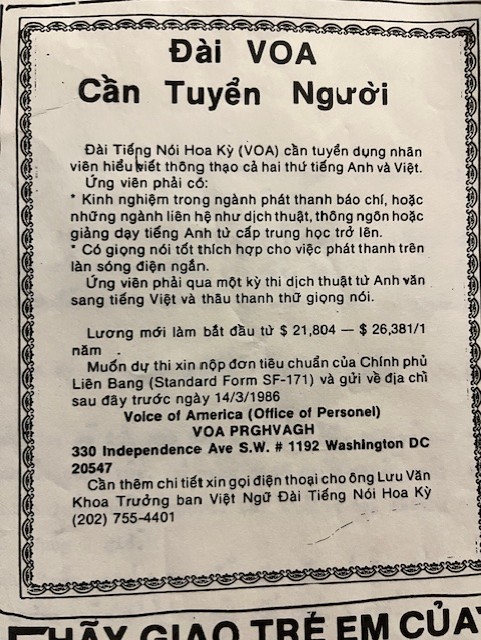 Đài VOA
Cần Tuyển Người
Đài Tiếng Nói Hoa Kỳ (VOA) cần tuyển dụng nhân
viên hiểu biết thông thạo cả hai thứ tiếng Anh và Việt.
Ứng viên phải có:
* Kinh nghiệm trong ngành phát thanh báo chí, hoặc
những ngành liên hệ như dịch thuật, thông ngôn hoặc
giảng dạy tiếng Anh từ cấp trung học trở lên.
* Có giọng nói tốt thích hợp cho việc phát thanh trên
làn sóng điện ngắn.
Ứng viên phải qua một kỳ thi dịch thuật từ Anh văn
sang tiếng Việt và thâu thanh thữ giọng nói.
Lương mới làm bắt đầu từ $ 21,804 — $ 26,381/1
năm .
Muốn dự thi xin nộp đơn tiêu chuẩn của Chính phủ
Liên Bang (Standard Form SF-171) và gửi về địa chỉ
sau đây trước ngày 14/3/1986
Voice of America (Office of Personel)
VOA PRGHVAGH
330 Independence Ave S.W. # 1192 Washington DC
20547
Cần thêm chi tiết xin gọi điện thoại cho ông Lưu Văn
Khoa Trưởng ban Việt Ngữ Đài Tiếng Nói Hoa Kỳ
(202) 755-4401
HÃY GIAO TRẺ EM CỦA